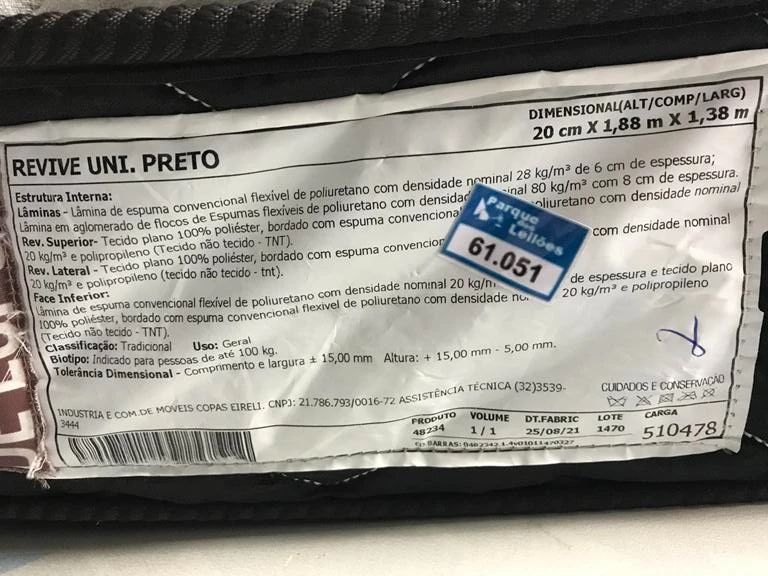 DIMENSIONAL(ALT/COMP/LARG)
20 cm X 1,88 m X 1,38 m
REVIVE UNI. PRETO
Estrutura Interna:
Lâminas - Lâmina de espuma convencional flexível de poliuretano com densidade nominal 28 kg/m³ de 6 cm de espessura;
Lâmina em aglomerado de flocos de Espumas flexíveis de poliuretano com densidade nominal 80 kg/m³ com 8 cm de espessura.
Rev. Superior- Tecido plano 100% poliéster, bordado com espuma convencional poliuretano com densidade nominal
20 kg/m³ e polipropileno (Tecido não tecido - TNT).
Rev. Lateral - Tecido plano 100% poliéster, bordado com espuma convencion com densidade nominal
20 kg/m³ e polipropileno (tecido não tecido - tnt).
Face Inferior:
Lâmina de espuma convencional flexível de poliuretano com densidade nominal 20 kg/m de espessura e tecido plano
100% poliéster, bordado com espuma convencional flexivel de poliuretano com densidade no 20 kg/m³ e polipropileno
(Tecido não tecido - TNT).
Classificação: Tradicional Uso: Geral
Biotipo: Indicado para pessoas de até 100 kg.
Tolerância Dimensional - Comprimento e largura ± 15,00 mm Altura: + 15,00 mm - 5,00 mm.
Parque
dos
Leilões
61.051
INDUSTRIA E COM.DE MOVEIS COPAS EIRELI. CNPJ: 21.786.793/0016-72 ASSISTÊNCIA TÉCNICA (32)3539-
3444
CUIDADOS E CONSERVAÇÃO
PRODUTO VOLUME DT.FABRIC LOTE CARGA
48234 1/1 25/08/21 1470 510478